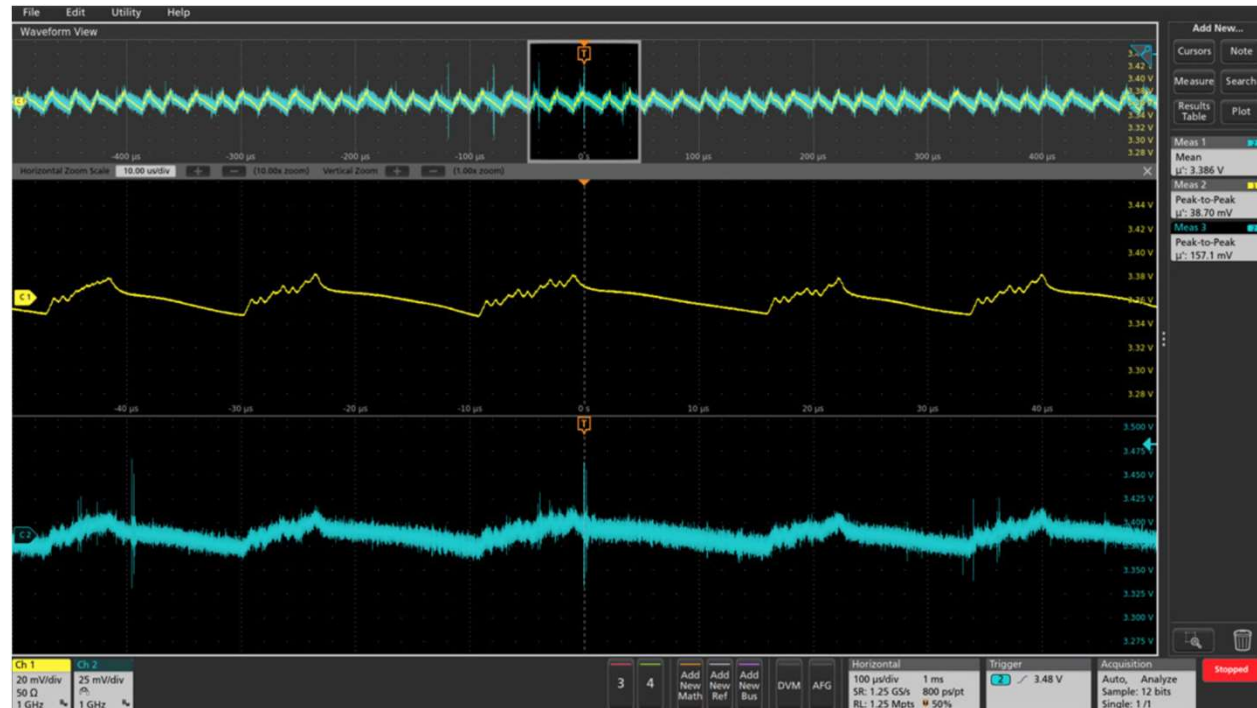 File Edit Utility Help
Waveform View
Add New...
Cursors Note
Measure Search
Results Table Plot
3.42
3.40
3.34 V
3.32 V
3.30 V
3.28 V
-400 µs -300 µs -200 µs -100 µs 0 s 100 µs 200 µs 300 µs 400 µs
Horizontal Zoom Scale 10.00 us/div + − (10.00x zoom) Vertical Zoom + − (1.00x zoom)
Meas 1
Mean
µ': 3.386 V
Meas 2
Peak-to-Peak
µ': 38.70 mV
Meas 3
Peak-to-Peak
µ': 157.1 mV
T
3.44 V
3.42 V
3.40 V
3.38 V
3.36 V
3.34 V
3.32 V
3.30 V
3.28 V
C 1
-40 µs -30 µs -20 µs -10 µs 0 s 10 µs 20 µs 30 µs 40 µs
T
3.500 V
3.475
3.450 V
3.425 V
3.400 V
3.350 V
3.325 V
3.300 V
3.275 V
C 2
Ch 1
20 mV/div
50 Ω
1 GHz
Ch 2
25 mV/div
1 GHz
3
4
Add New Math
Add New Ref
Add New Bus
DVM
AFG
Horizontal
100 µs/div 1 ms
SR: 1.25 GS/s 800 ps/pt
RL: 1.25 Mpts 50%
Trigger
2 3.48 V
Acquisition
Auto, Analyze
Sample: 12 bits
Single: 1 /1
Stopped